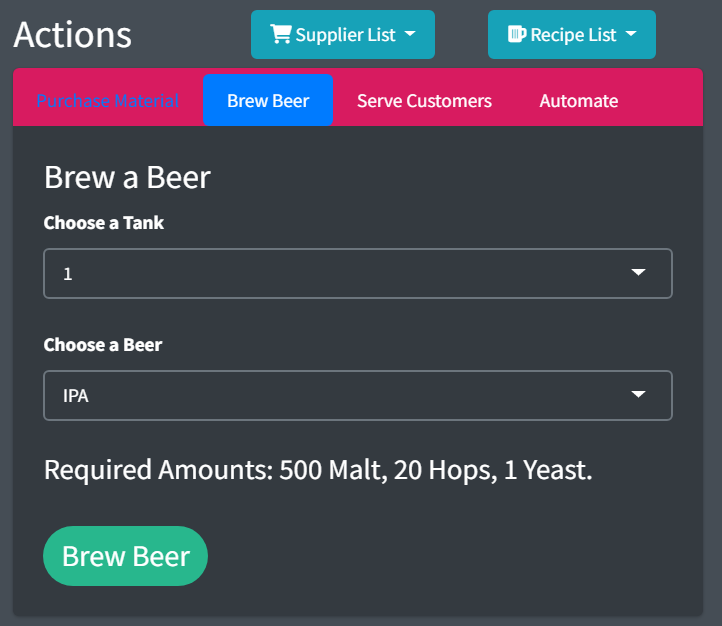 Actions
Supplier List
Recipe List
Purchase Material
Brew Beer
Serve Customers
Automate
Brew a Beer
Choose a Tank
1
Choose a Beer
IPA
Required Amounts: 500 Malt, 20 Hops, 1 Yeast.
Brew Beer